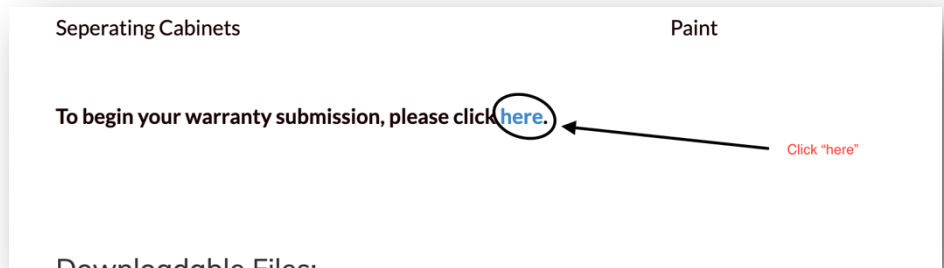 Seperating Cabinets Paint
To begin your warranty submission, please click here.
Click “here”
Downloadable Files: